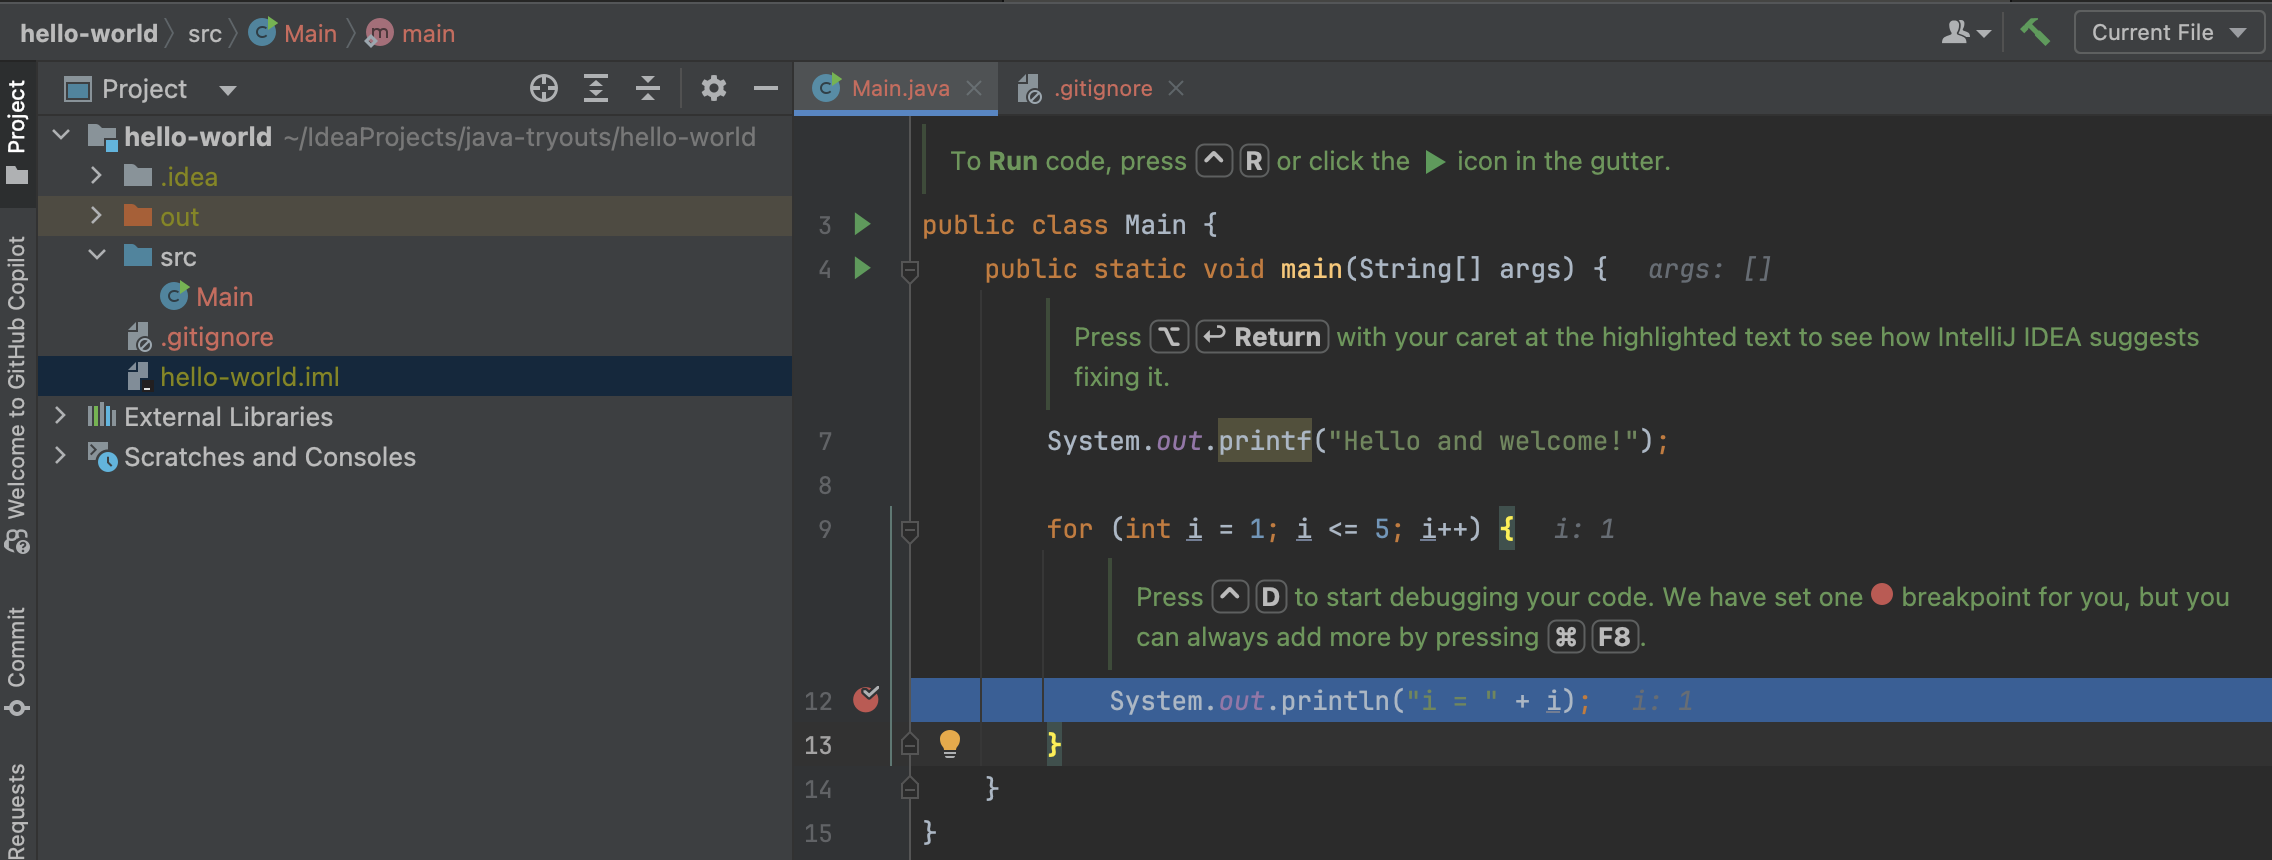 hello-world src Main main
Current File
Project
Project
Welcome to GitHub Copilot
Commit
Requests
hello-world ~/IdeaProjects/java-tryouts/hello-world
.idea
out
src
Main
.gitignore
hello-world.iml
External Libraries
Scratches and Consoles
Main.java .gitignore
To Run code, press ^ R or click the icon in the gutter.
3 public class Main {
4 public static void main(String[] args) { args: []
Press ⌥ ↩ Return with your caret at the highlighted text to see how IntelliJ IDEA suggests
fixing it.
7 System.out.printf("Hello and welcome!");
8
9 for (int i = 1; i <= 5; i++) { i: 1
Press ^ D to start debugging your code. We have set one breakpoint for you, but you
can always add more by pressing ⌘ F8.
12 System.out.println("i = " + i); i: 1
13 }
14 }
15 }